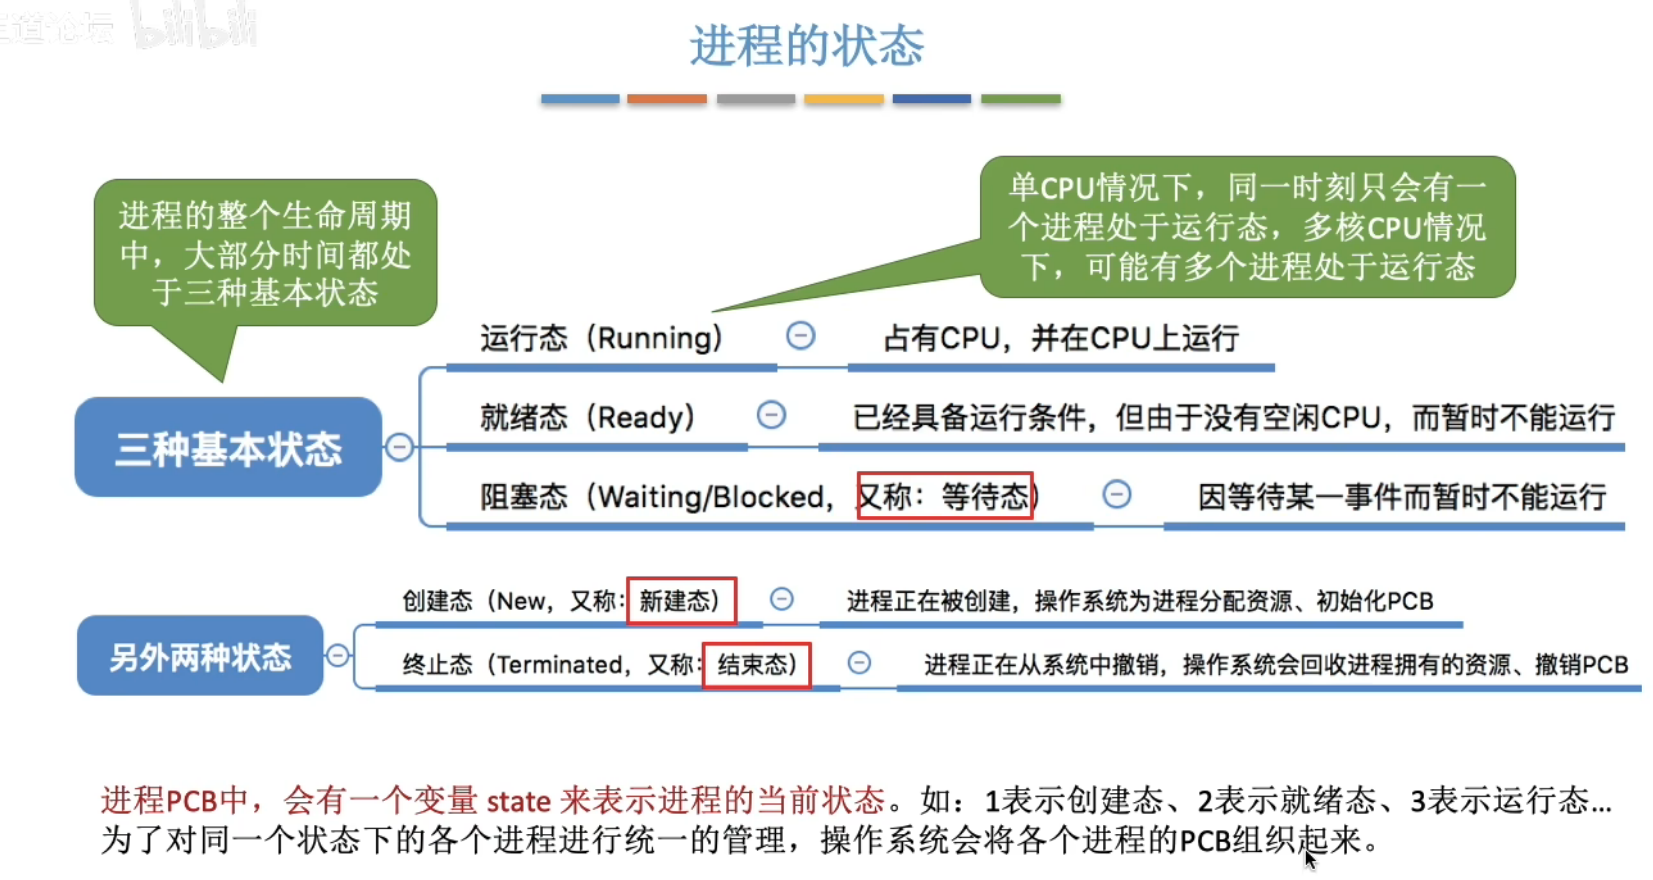 道论坛 bilibili
进程的状态
进程的整个生命周期
中，大部分时间都处
于三种基本状态
单CPU情况下，同一时刻只会有一
个进程处于运行态，多核CPU情况
下，可能有多个进程处于运行态
三种基本状态
运行态（Running） 占有CPU，并在CPU上运行
就绪态（Ready） 已经具备运行条件，但由于没有空闲CPU，而暂时不能运行
阻塞态（Waiting/Blocked，又称：等待态） 因等待某一事件而暂时不能运行
另外两种状态
创建态（New，又称：新建态） 进程正在被创建，操作系统为进程分配资源、初始化PCB
终止态（Terminated，又称：结束态） 进程正在从系统中撤销，操作系统会回收进程拥有的资源、撤销PCB
进程PCB中，会有一个变量 state 来表示进程的当前状态。如：1表示创建态、2表示就绪态、3表示运行态...
为了对同一个状态下的各个进程进行统一的管理，操作系统会将各个进程的PCB组织起来。